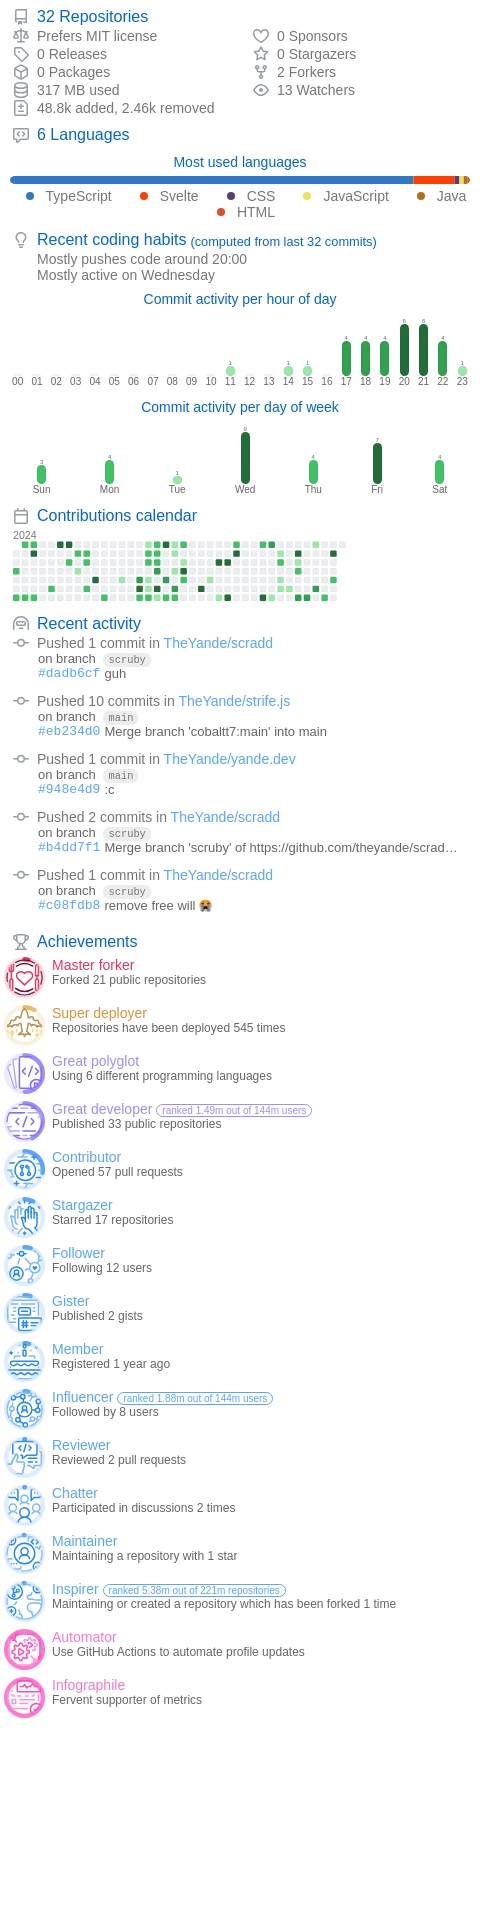 32 Repositories
Prefers MIT license
0 Sponsors
0 Releases
0 Stargazers
0 Packages
2 Forkers
317 MB used
13 Watchers
48.8k added, 2.46k removed
6 Languages
Most used languages
TypeScript Svelte CSS JavaScript Java
HTML
Recent coding habits (computed from last 32 commits)
Mostly pushes code around 20:00
Mostly active on Wednesday
Commit activity per hour of day
1 1 1 4 4 4 6 6 4 1
00 01 02 03 04 05 06 07 08 09 10 11 12 13 14 15 16 17 18 19 20 21 22 23
Commit activity per day of week
3 4 1 9 4 7 4
Sun Mon Tue Wed Thu Fri Sat
Contributions calendar
2024
Recent activity
Pushed 1 commit in TheYande/scradd
on branch scruby
#dadb6cf guh
Pushed 10 commits in TheYande/strife.js
on branch main
#eb234d0 Merge branch 'cobaltt7:main' into main
Pushed 1 commit in TheYande/yande.dev
on branch main
#948e4d9 :c
Pushed 2 commits in TheYande/scradd
on branch scruby
#b4dd7f1 Merge branch 'scruby' of https://github.com/theyande/scrad…
Pushed 1 commit in TheYande/scradd
on branch scruby
#c08fdb8 remove free will 😭
Achievements
Master forker
Forked 21 public repositories
Super deployer
Repositories have been deployed 545 times
Great polyglot
Using 6 different programming languages
Great developer ranked 1.49m out of 144m users
Published 33 public repositories
Contributor
Opened 57 pull requests
Stargazer
Starred 17 repositories
Follower
Following 12 users
Gister
Published 2 gists
Member
Registered 1 year ago
Influencer ranked 1.88m out of 144m users
Followed by 8 users
Reviewer
Reviewed 2 pull requests
Chatter
Participated in discussions 2 times
Maintainer
Maintaining a repository with 1 star
Inspirer ranked 5.38m out of 221m repositories
Maintaining or created a repository which has been forked 1 time
Automator
Use GitHub Actions to automate profile updates
Infographile
Fervent supporter of metrics